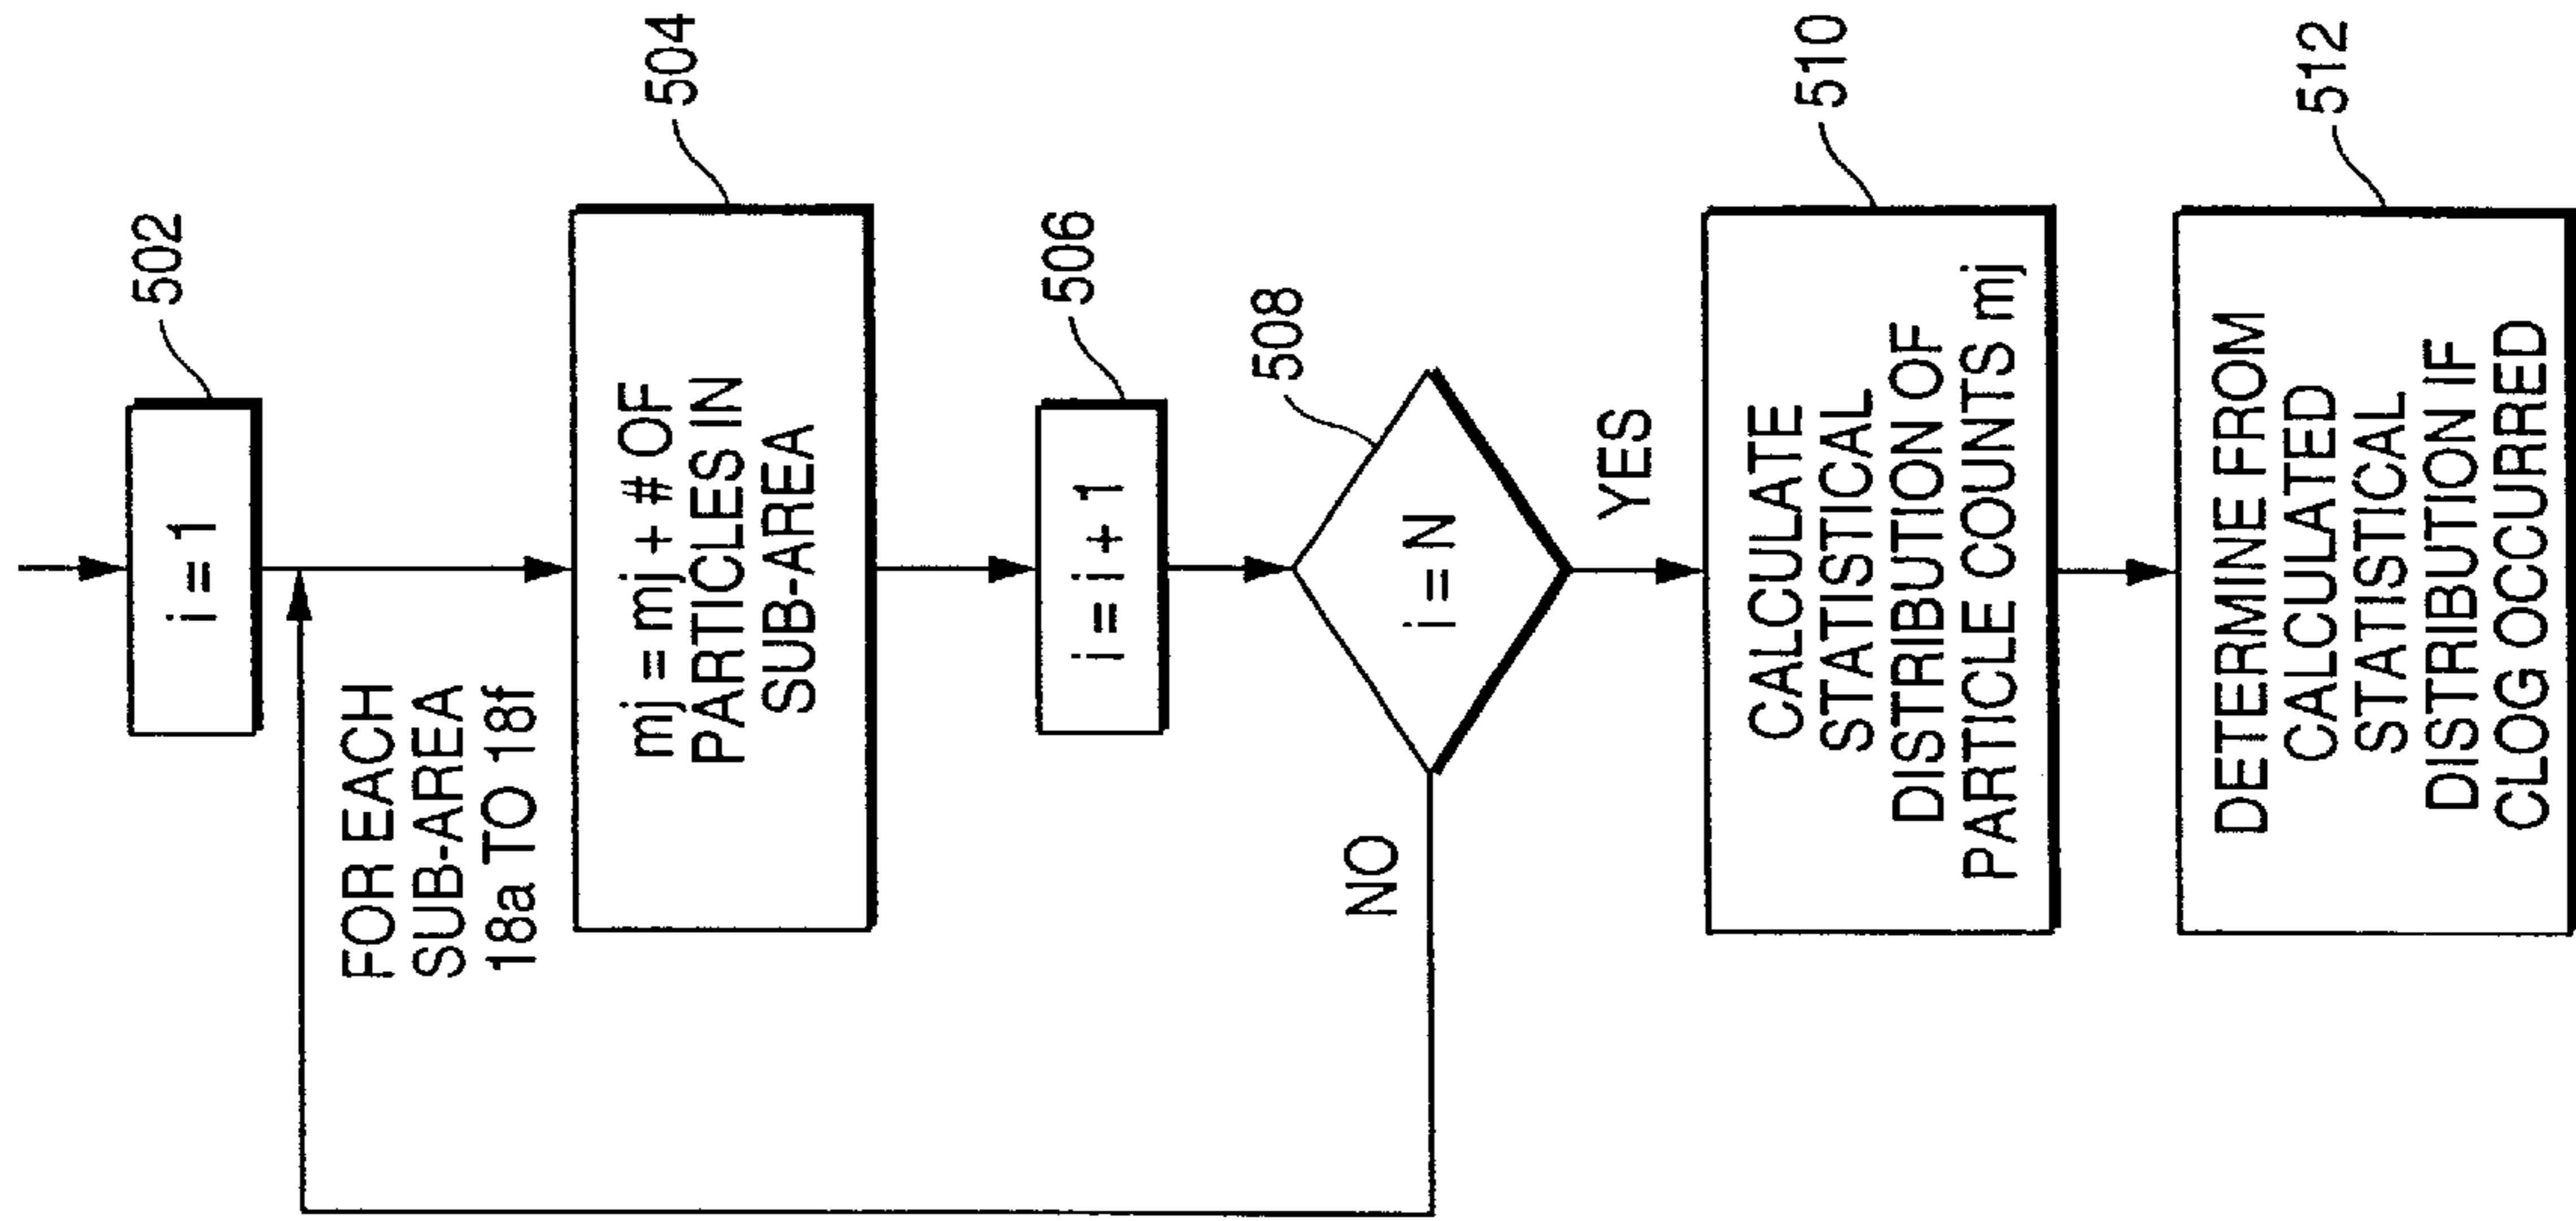 502
i = 1
FOR EACH
SUB-AREA
18a TO 18f
504
mj = mj + # OF
PARTICLES IN
SUB-AREA
506
i = i + 1
508
i = N
NO
YES
510
CALCULATE
STATISTICAL
DISTRIBUTION OF
PARTICLE COUNTS mj
512
DETERMINE FROM
CALCULATED
STATISTICAL
DISTRIBUTION IF
CLOG OCCURRED